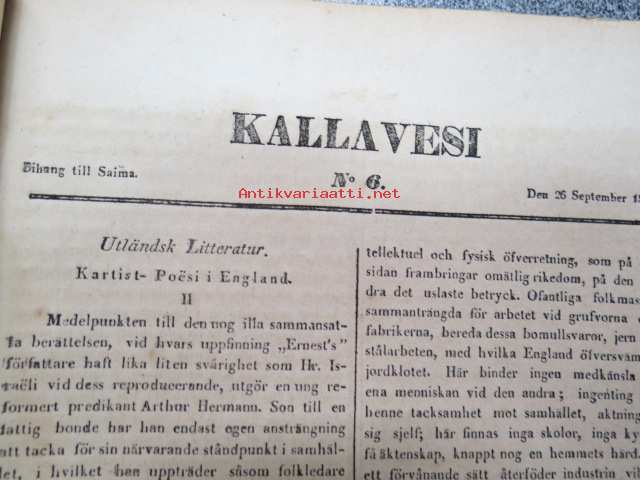 KALLAVESI
Bihang till Saima.
No 6.
Den 26 September
Antikvariaatti.net
Utländsk Litteratur.
Kartist- Poësi i England.
II
Medelpunkten till den nog illa sammansat-
ta berättelsen, vid hvars uppfinning „Ernest's”
författare haft lika liten svårighet som Hr. Is-
raëli vid dess reproducerande, utgör en ung re-
formert predikant Arthur Hermann. Son till en
fattig bonde har han endast egen ansträngning
att tacka för sin närvarande ståndpunkt i samhäl-
let, i hvilket han uppträder såsom folkledare
tellektuel och fysisk öfverretning, som på
sidan frambringar omätlig rikedom, på den
dra det uslaste betryck. Ofantliga folkmas
sammanträngda för arbetet vid grufvorna
fabrikerna, bereda dessa bomullsvaror, jern
stålarbeten, med hvilka England öfversväm
jordklotet. Här binder ingen medkänsla
ena menniskan vid den andra; ingenting
henne tacksamhet mot samhället, aktning
sig sjelf; här finnas inga skolor, inga ky
få äktenskap, knappt nog en hemmets härd.
ett förvånande sätt återföder industrin vil